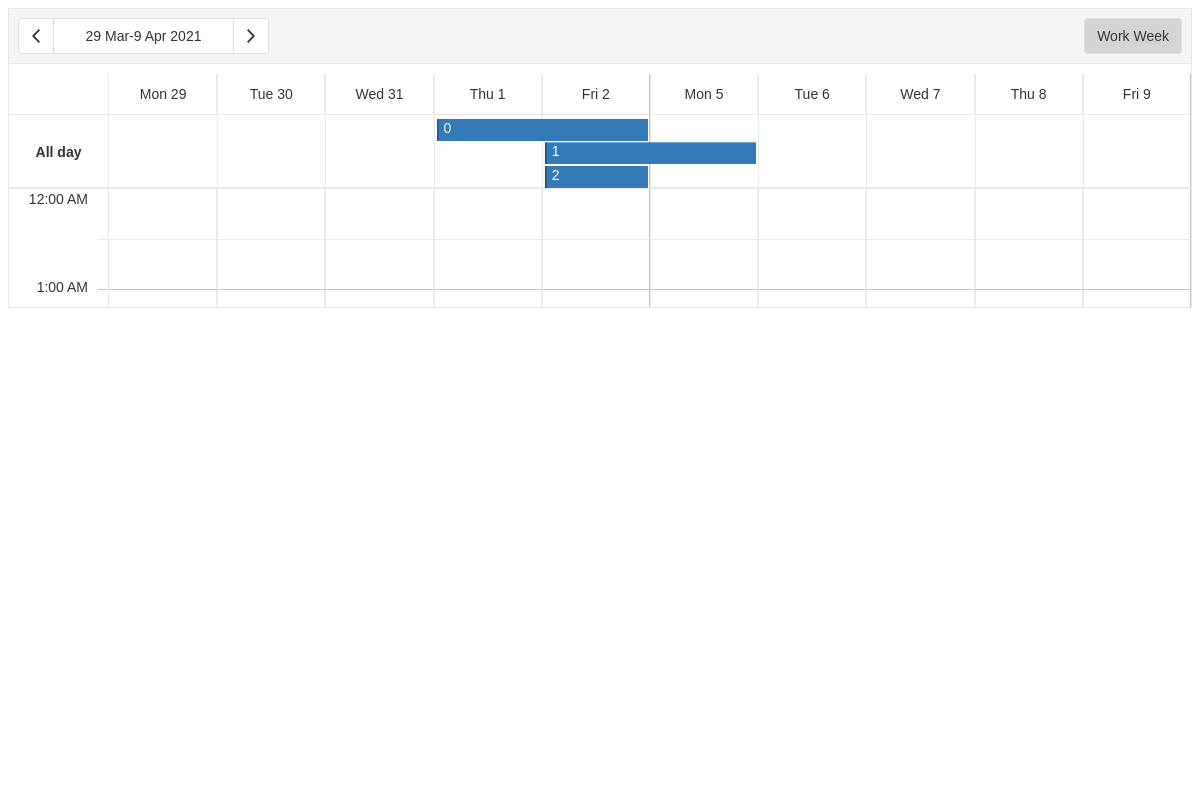 29 Mar-9 Apr 2021 Work Week
Mon 29 Tue 30 Wed 31 Thu 1 Fri 2 Mon 5 Tue 6 Wed 7 Thu 8 Fri 9
0
All day 1
2
12:00 AM
1:00 AM